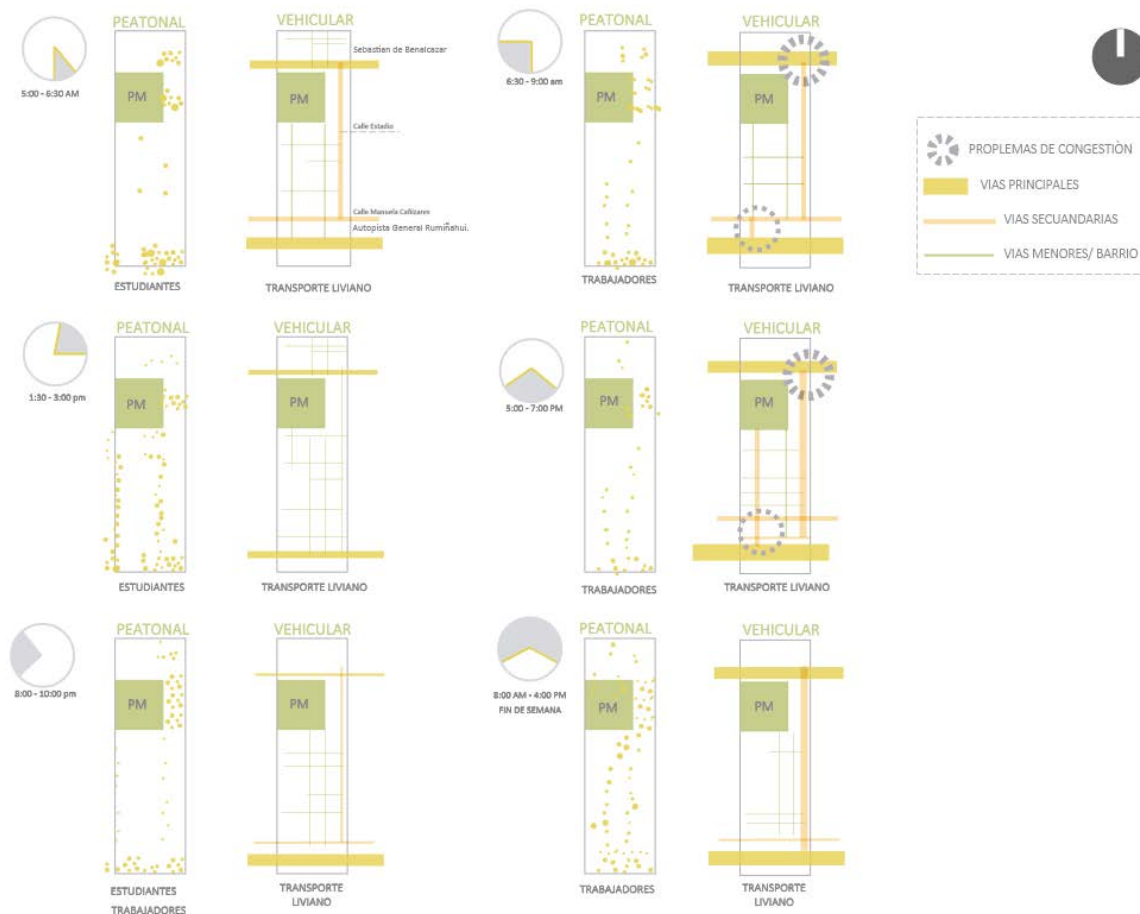 PEATONAL
VEHICULAR
Sebastian de Benalcazar
PM
PM
5:00 - 6:30 AM
Calle Estadio
Calle Manuela Cañizares
Autopista General Rumiñahui.
ESTUDIANTES
TRANSPORTE LIVIANO
PEATONAL
VEHICULAR
6:30 - 9:00 am
PM
PM
TRABAJADORES
TRANSPORTE LIVIANO
PROPLEMAS DE CONGESTIÒN
VIAS PRINCIPALES
VIAS SECUANDARIAS
VIAS MENORES/ BARRIO
PEATONAL
VEHICULAR
1:30 - 3:00 pm
PM
PM
ESTUDIANTES
TRANSPORTE LIVIANO
PEATONAL
VEHICULAR
5:00 - 7:00 PM
PM
PM
TRABAJADORES
TRANSPORTE LIVIANO
PEATONAL
VEHICULAR
8:00 - 10:00 pm
PM
PM
ESTUDIANTES
TRABAJADORES
TRANSPORTE
LIVIANO
PEATONAL
VEHICULAR
8:00 AM - 4:00 PM
FIN DE SEMANA
PM
PM
TRABAJADORES
TRANSPORTE
LIVIANO